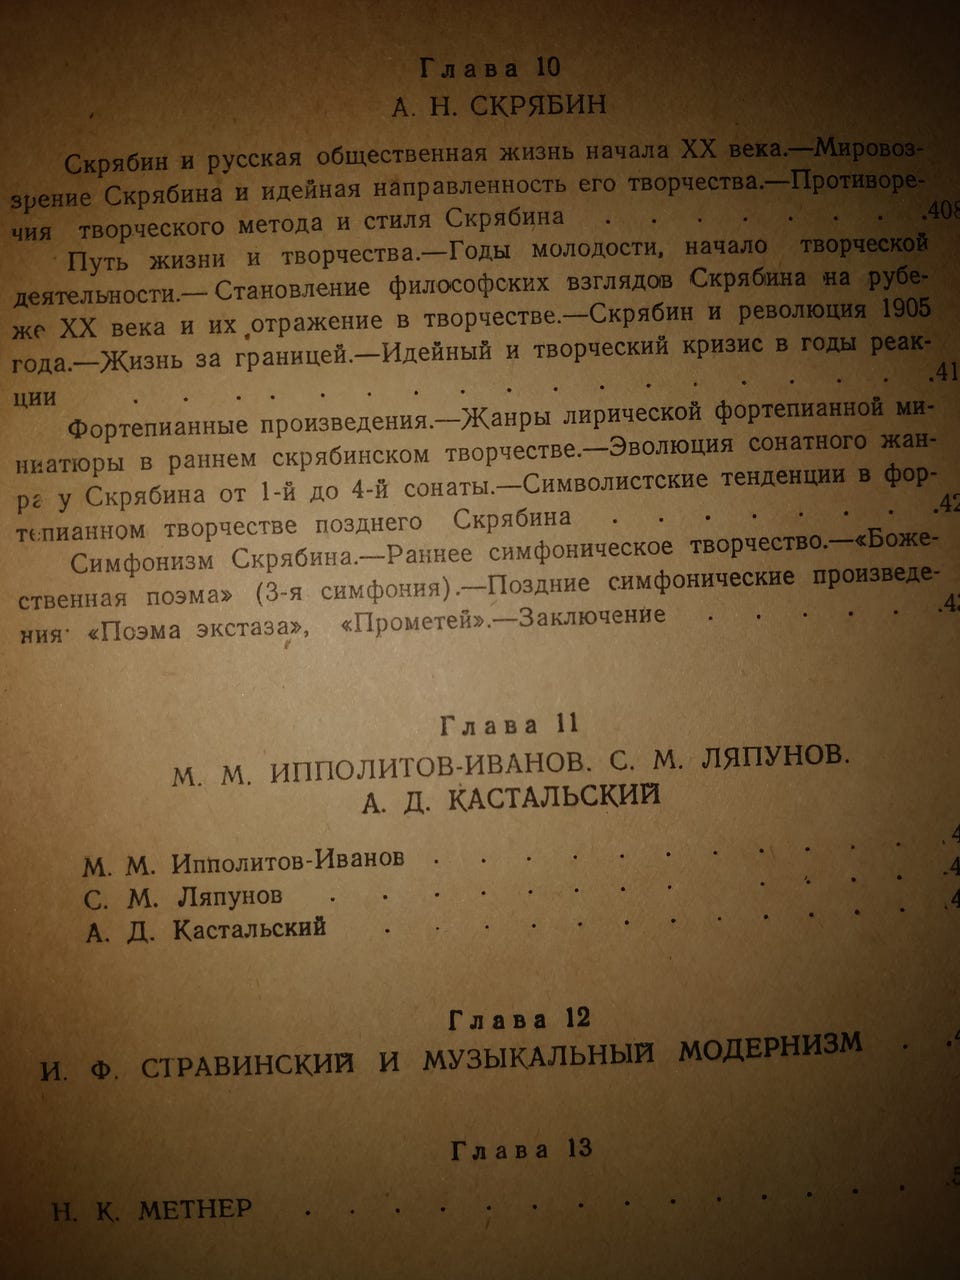 Глава 10
А. Н. СКРЯБИН
Скрябин и русская общественная жизнь начала XX века.—Мировоз-
зрение Скрябина и идейная направленность его творчества.—Противоре-
чия творческого метода и стиля Скрябина . . . . . . . .408
Путь жизни и творчества.—Годы молодости, начало творческой
деятельности.—Становление философских взглядов Скрябина на рубе-
же XX века и их отражение в творчестве.—Скрябин и революция 1905
года.—Жизнь за границей.—Идейный и творческий кризис в годы реак-
ции . . . . . . . . . . . . . . . . . .41
Фортепианные произведения.—Жанры лирической фортепианной ми-
ниатюры в раннем скрябинском творчестве.—Эволюция сонатного жан-
ра у Скрябина от 1-й до 4-й сонаты.—Символистские тенденции в фор-
тепианном творчестве позднего Скрябина . . . . . . . .42
Симфонизм Скрябина.—Раннее симфоническое творчество.—«Боже-
ственная поэма» (3-я симфония).—Поздние симфонические произведе-
ния: «Поэма экстаза», «Прометей».—Заключение . . . . . .4
Глава 11
М. М. ИППОЛИТОВ-ИВАНОВ. С. М. ЛЯПУНОВ.
А. Д. КАСТАЛЬСКИЙ
М. М. Ипполитов-Иванов . . . . . . . . . . . .4
С. М. Ляпунов . . . . . . . . . . . . .4
А. Д. Кастальский . . . . . . . . . . . .4
Глава 12
И. Ф. СТРАВИНСКИЙ И МУЗЫКАЛЬНЫЙ МОДЕРНИЗМ . .4
Глава 13
Н. К. МЕТНЕР . . . . . . . . . . . . . . .5